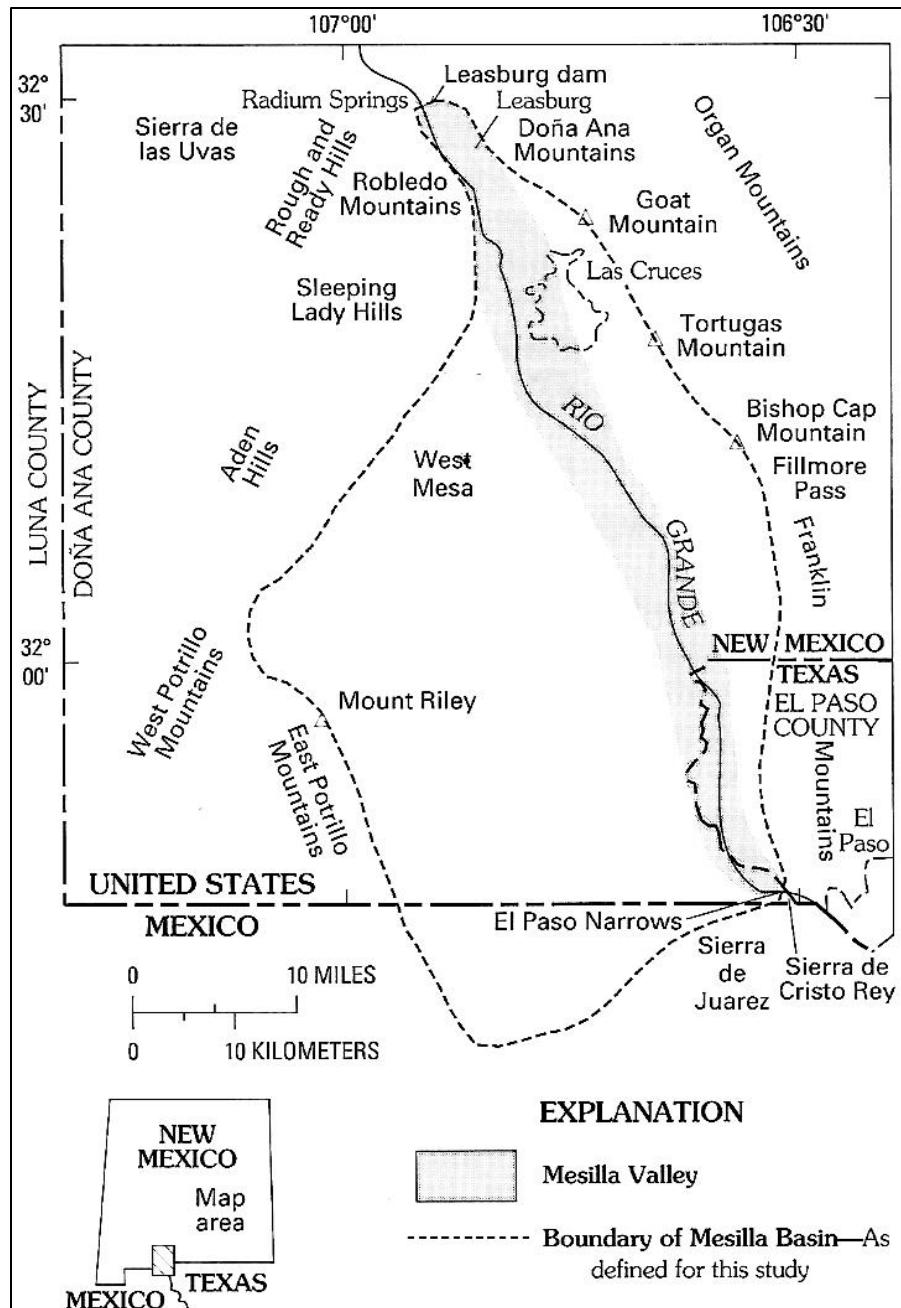 107°00'
106°30'
32°
30'
Radium Springs
Leasburg dam
Leasburg
Doña Ana
Mountains
Organ Mountains
Sierra de
las Uvas
Rough and
Ready Hills
Robledo
Mountains
Goat
Mountain
Sleeping
Lady Hills
Las Cruces
Tortugas
Mountain
LUNA COUNTY
DOÑA ANA COUNTY
Aden
Hills
West
Mesa
RIO
GRANDE
Bishop Cap
Mountain
Fillmore
Pass
Franklin
Mountains
32°
00'
NEW MEXICO
TEXAS
EL PASO
COUNTY
West Potrillo
Mountains
Mount Riley
East Potrillo
Mountains
El
Paso
UNITED STATES
MEXICO
El Paso Narrows
Sierra
de
Juarez
Sierra de
Cristo Rey
0 10 MILES
0 10 KILOMETERS
NEW
MEXICO
Map
area
TEXAS
MEXICO
EXPLANATION
Mesilla Valley
Boundary of Mesilla Basin—As
defined for this study